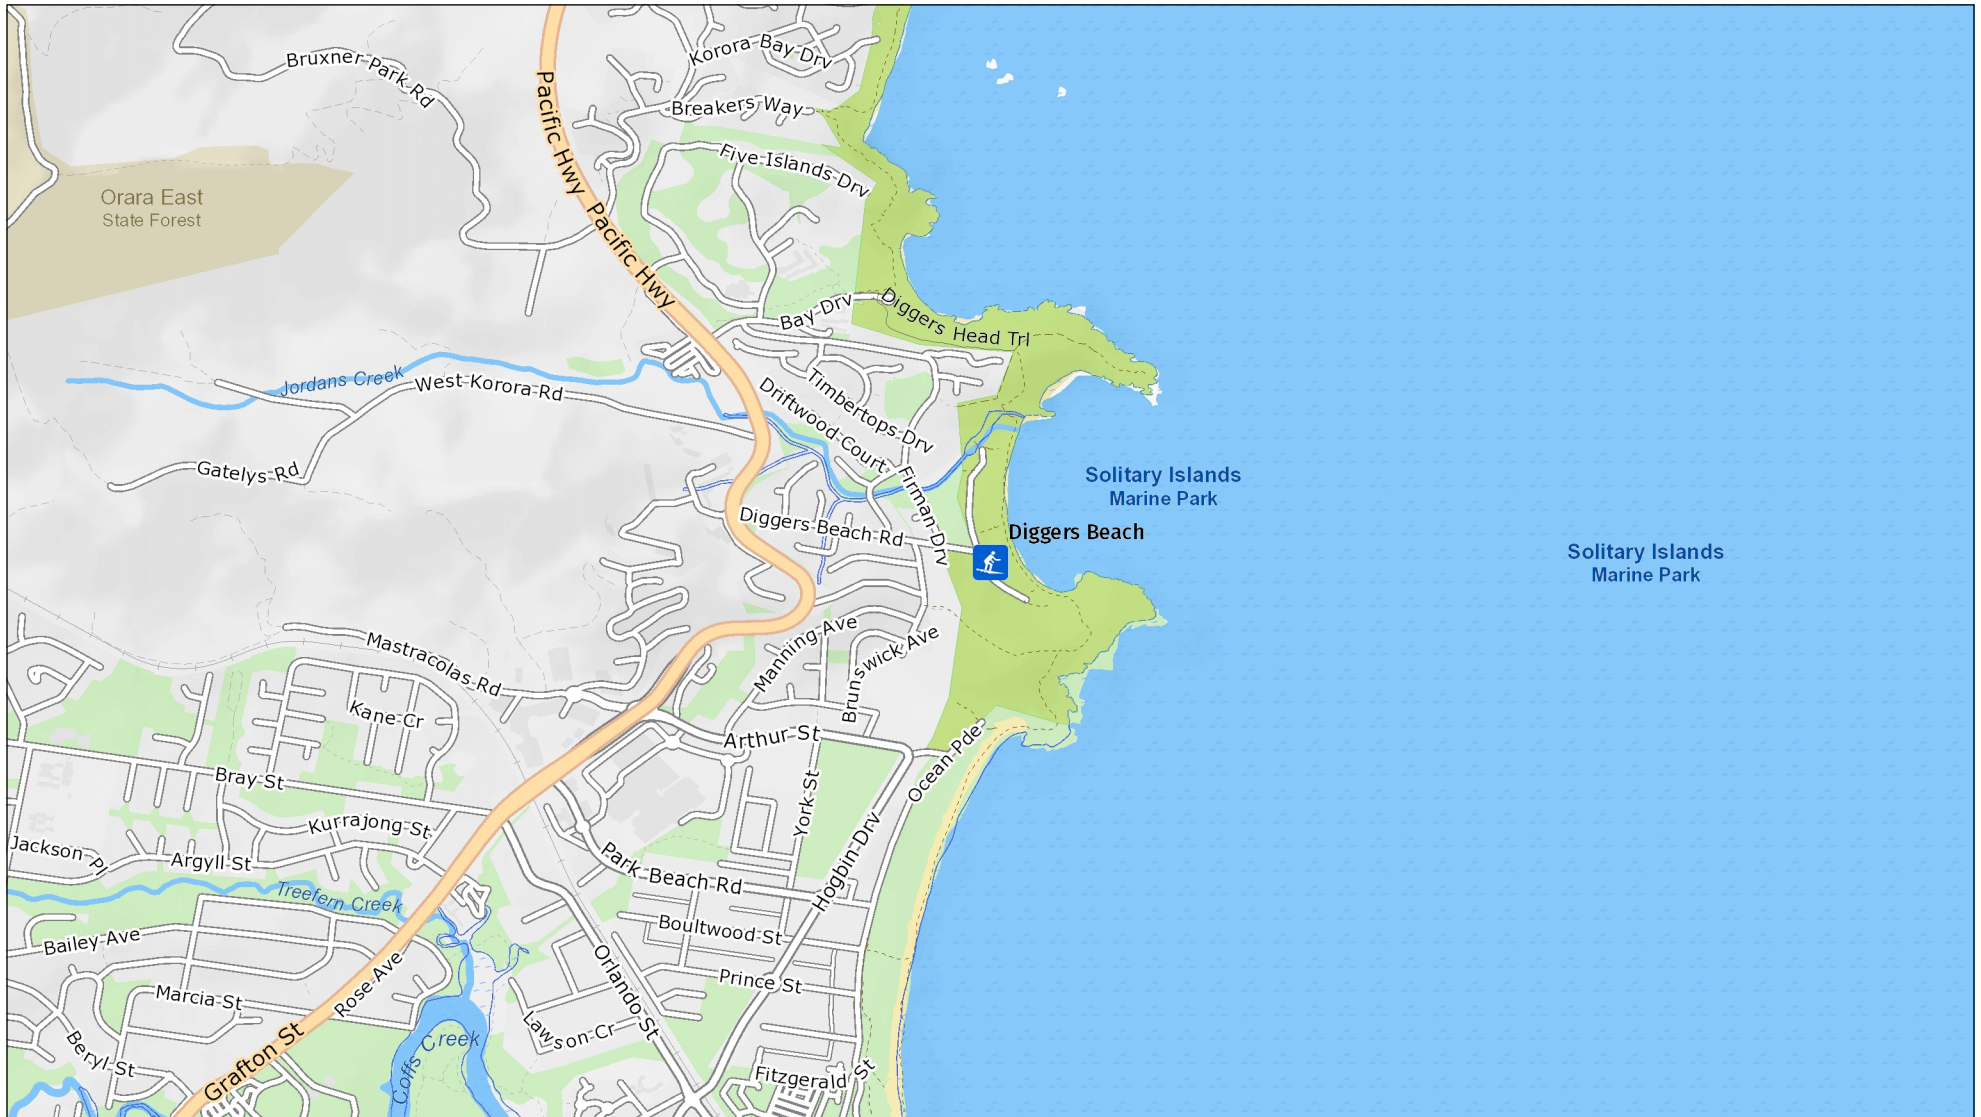 Korora Bay Drv
Bruxner Park Rd
Breakers Way
Pacific Hwy
Five Islands Drv
Orara East
State Forest
Pacific Hwy
Bay Drv
Diggers Head Trl
Jordans Creek
West Korora Rd
Timbertops Drv
Driftwood Court
Gatelys Rd
Firman Drv
Solitary Islands
Marine Park
Diggers Beach Rd
Diggers Beach
Solitary Islands
Marine Park
Mastracolas Rd
Manning Ave
Brunswick Ave
Kane Cr
Arthur St
Ocean Pde
Bray St
York St
Kurrajong St
Hogbin Drv
Jackson Pl
Argyll St
Park Beach Rd
Treefern Creek
Boultwood St
Bailey Ave
Rose Ave
Orlando St
Prince St
Marcia St
Lawson Cr
Beryl St
Grafton St
Coffs Creek
Fitzgerald St